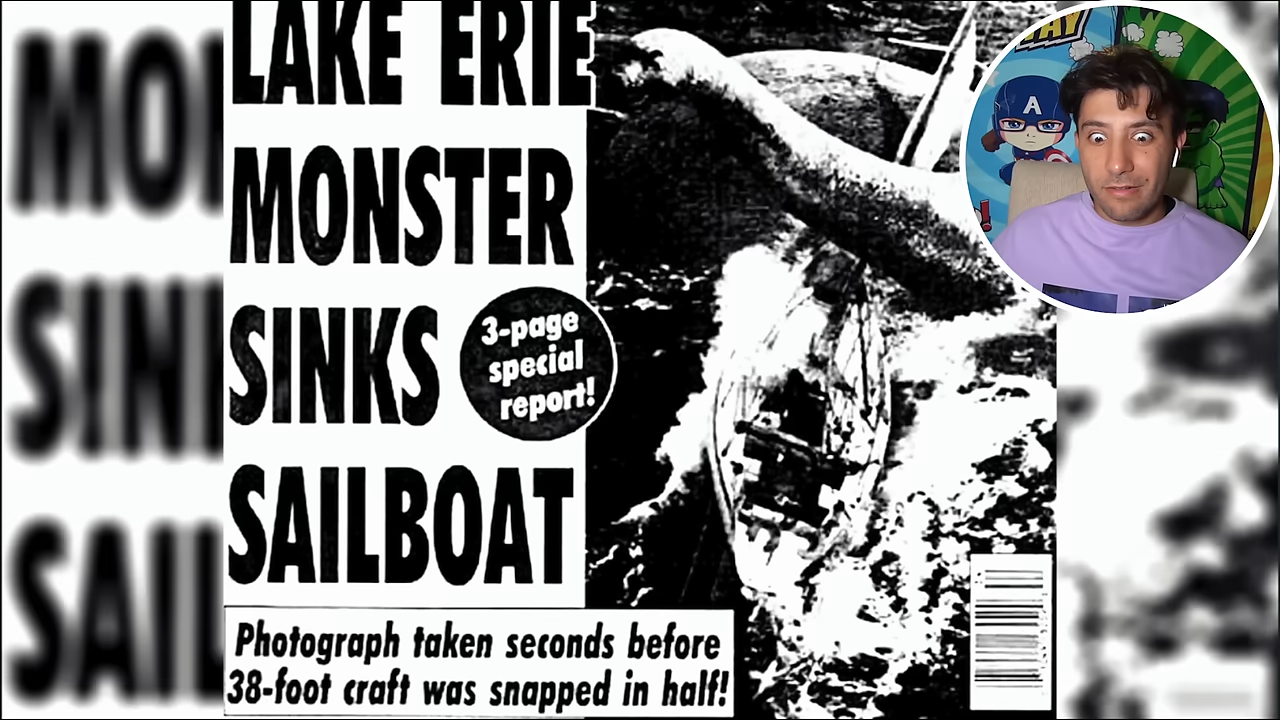 LAKE ERIE
MONSTER
SINKS
SAILBOAT
3-page
special
report!
Photograph taken seconds before
38-foot craft was snapped in half!
A